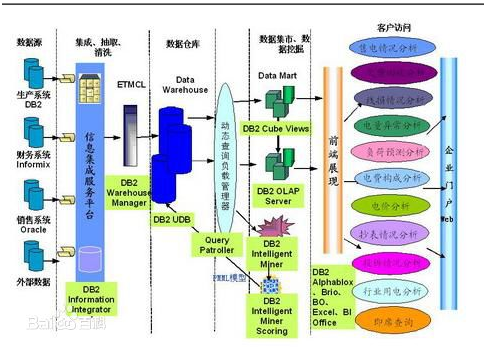 数据源
集成、抽取、
清洗
数据仓库
数据集市、数
据挖掘
客户访问
生产系统
DB2
财务系统
Informix
销售系统
Oracle
外部数据
信息集成服务平台
DB2
Information
Integrator
ETMCL
DB2
Warehouse
Manager
Data
Warehouse
DB2 UDB
动态查询负载管理器
Query
Patroller
Data Mart
DB2 Cube Views
DB2 OLAP
Server
DB2
Intelligent
Miner
PMML模型
DB2
Intelligent
Miner
Scoring
前端展现
DB2
Alphablox
、Brio、
BO、
Excel、BI
Office
售电情况分析
线损情况分析
电量异常分析
负荷预测分析
电费构成分析
电价分析
抄表情况分析
行业用电分析
即席查询
企业门户Web
Baidu百科